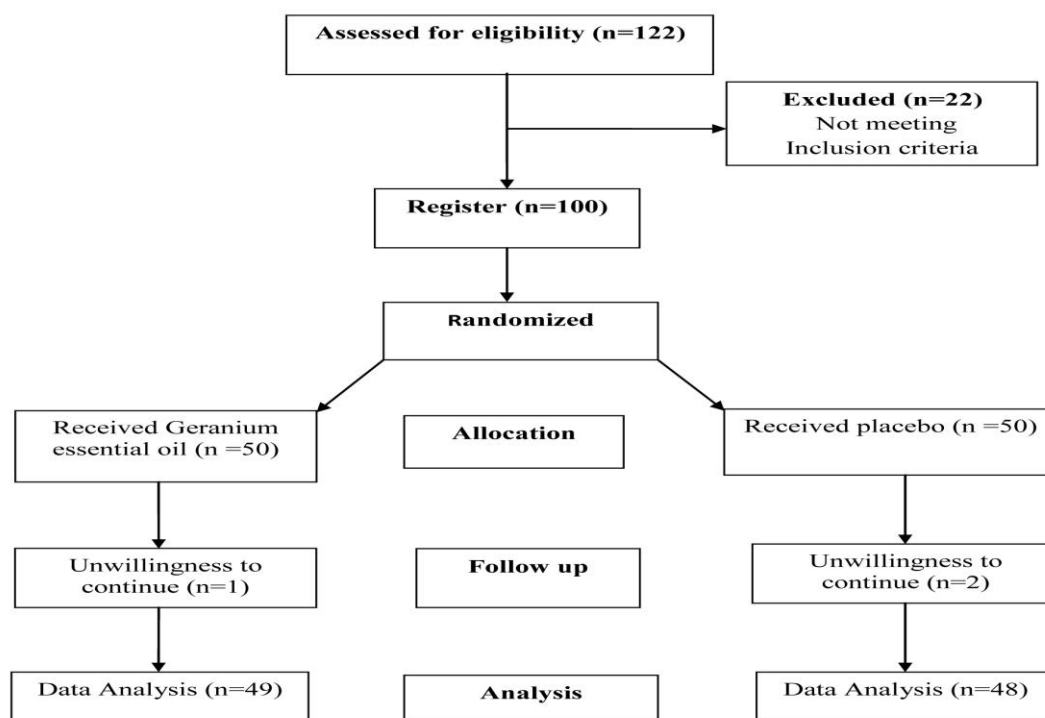 Assessed for eligibility (n=122)
Excluded (n=22)
Not meeting
Inclusion criteria
Register (n=100)
Randomized
Received Geranium
essential oil (n =50)
Allocation
Received placebo (n =50)
Unwillingness to
continue (n=1)
Follow up
Unwillingness to
continue (n=2)
Data Analysis (n=49)
Analysis
Data Analysis (n=48)